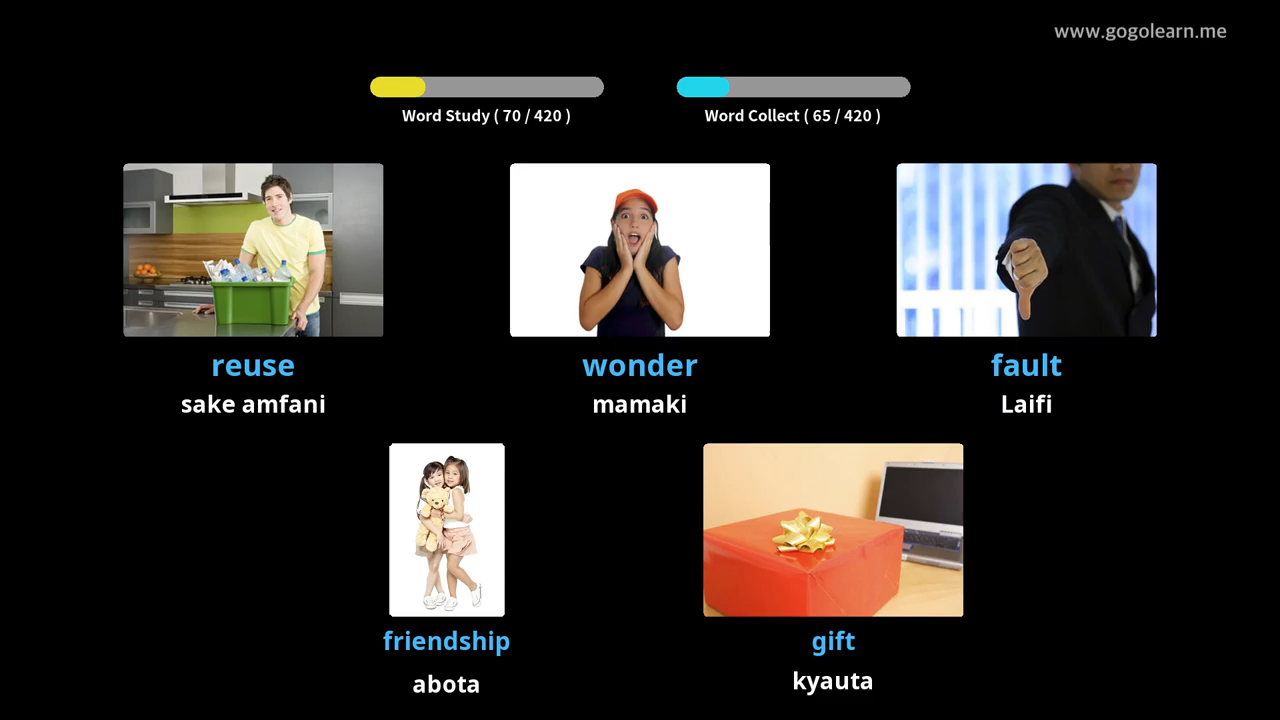 www.gogolearn.me
Word Study ( 70 / 420 )
Word Collect ( 65 / 420 )
reuse
sake amfani
wonder
mamaki
fault
Laifi
friendship
abota
gift
kyauta